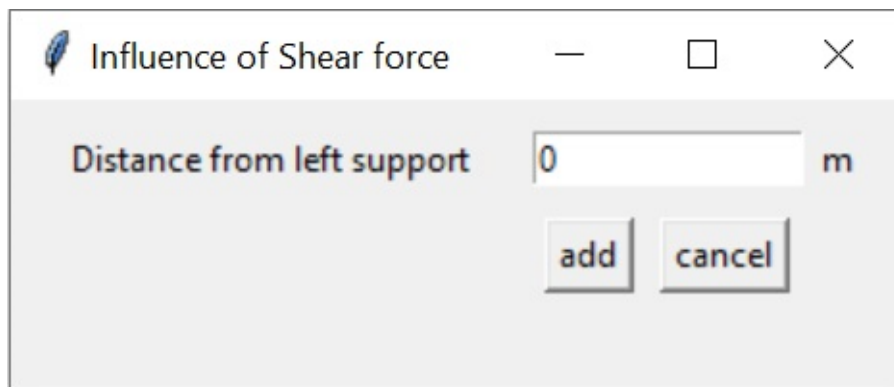 Influence of Shear force
Distance from left support 0 m
add cancel